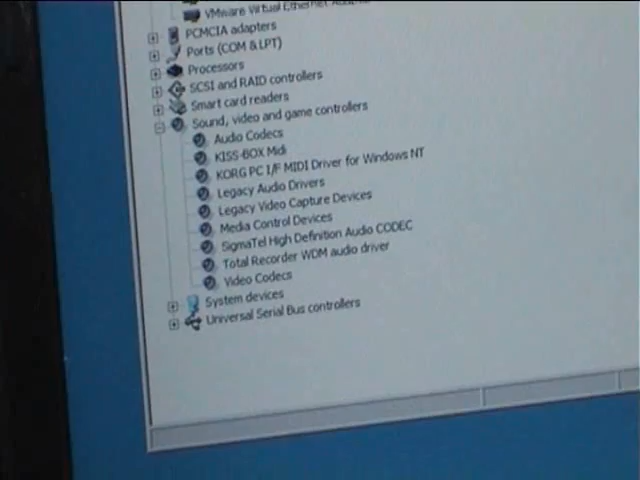 VMware Virtual Ethernet
PCMCIA adapters
Ports (COM & LPT)
Processors
SCSI and RAID controllers
Smart card readers
Sound, video and game controllers
Audio Codecs
KISS-BOX Midi
KORG PC I/F MIDI Driver for Windows NT
Legacy Audio Drivers
Legacy Video Capture Devices
Media Control Devices
SigmaTel High Definition Audio CODEC
Total Recorder WDM audio driver
Video Codecs
System devices
Universal Serial Bus controllers